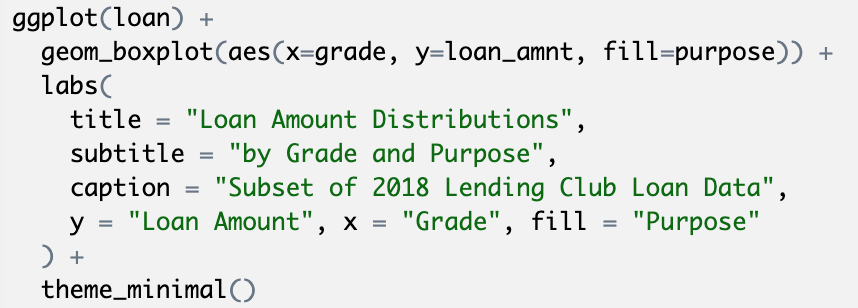 ggplot(loan) +
  geom_boxplot(aes(x=grade, y=loan_amnt, fill=purpose)) +
  labs(
    title = "Loan Amount Distributions",
    subtitle = "by Grade and Purpose",
    caption = "Subset of 2018 Lending Club Loan Data",
    y = "Loan Amount", x = "Grade", fill = "Purpose"
  ) +
  theme_minimal()